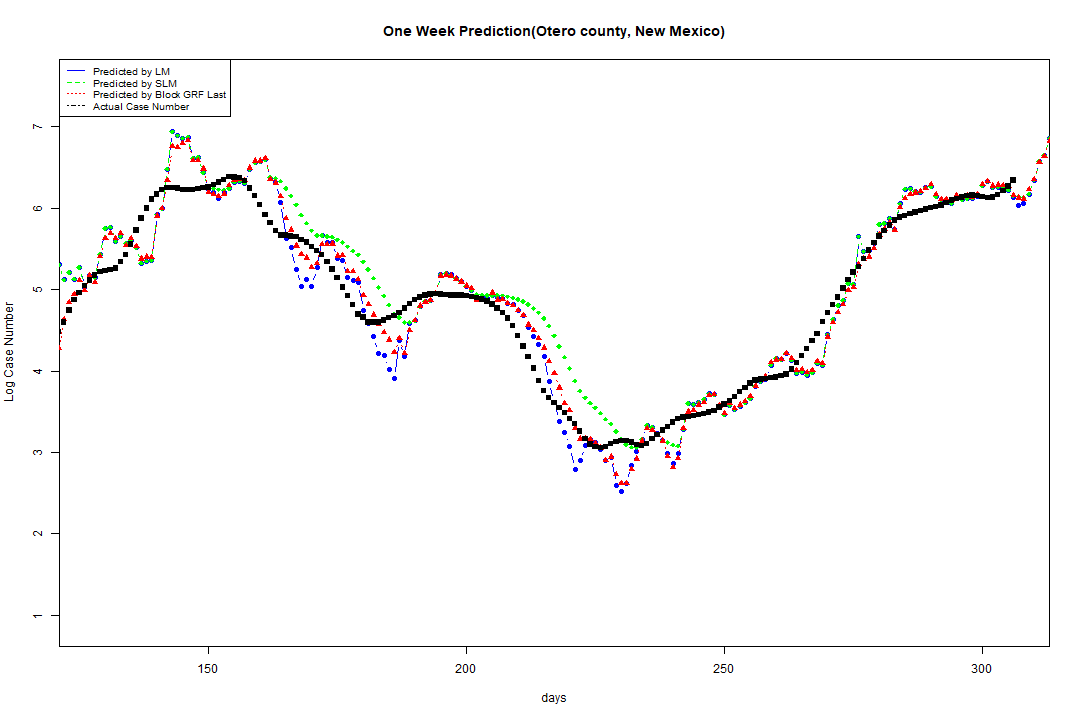 One Week Prediction(Otero county, New Mexico)
Predicted by LM
Predicted by SLM
Predicted by Block GRF Last
Actual Case Number
7
6
5
4
3
2
1
Log Case Number
150
200
250
300
days